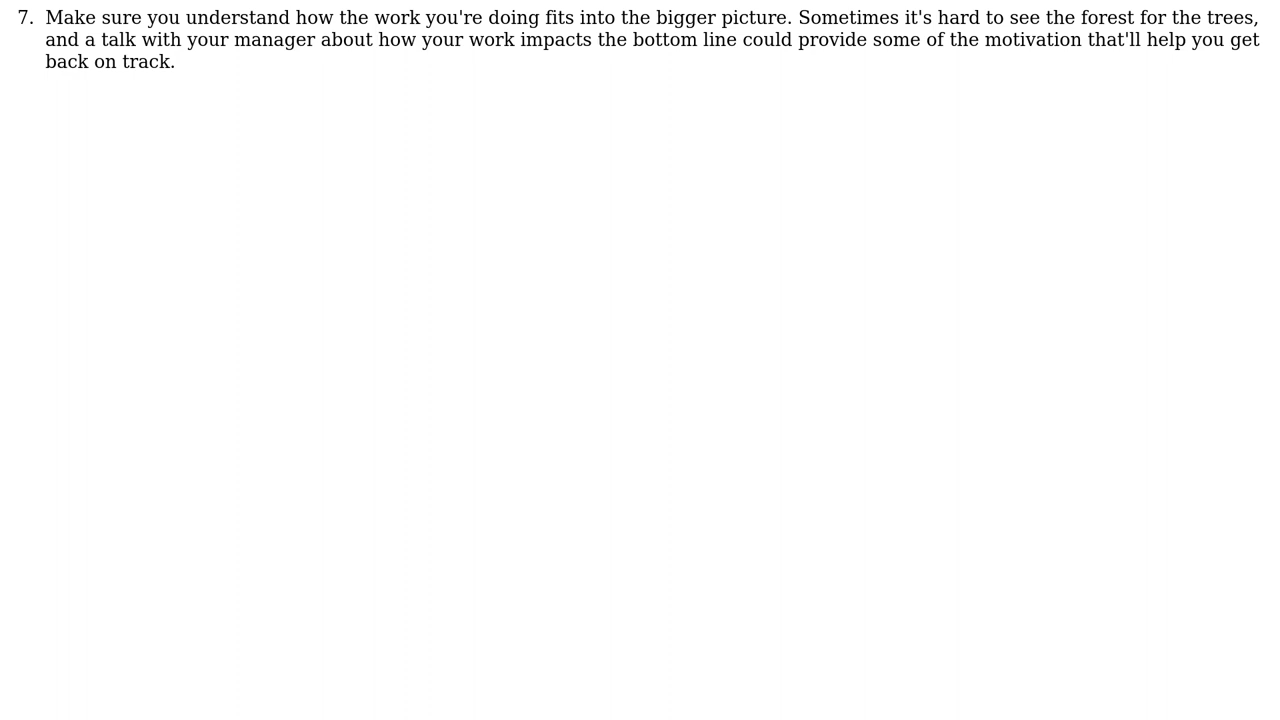 7. Make sure you understand how the work you're doing fits into the bigger picture. Sometimes it's hard to see the forest for the trees,
and a talk with your manager about how your work impacts the bottom line could provide some of the motivation that'll help you get
back on track.